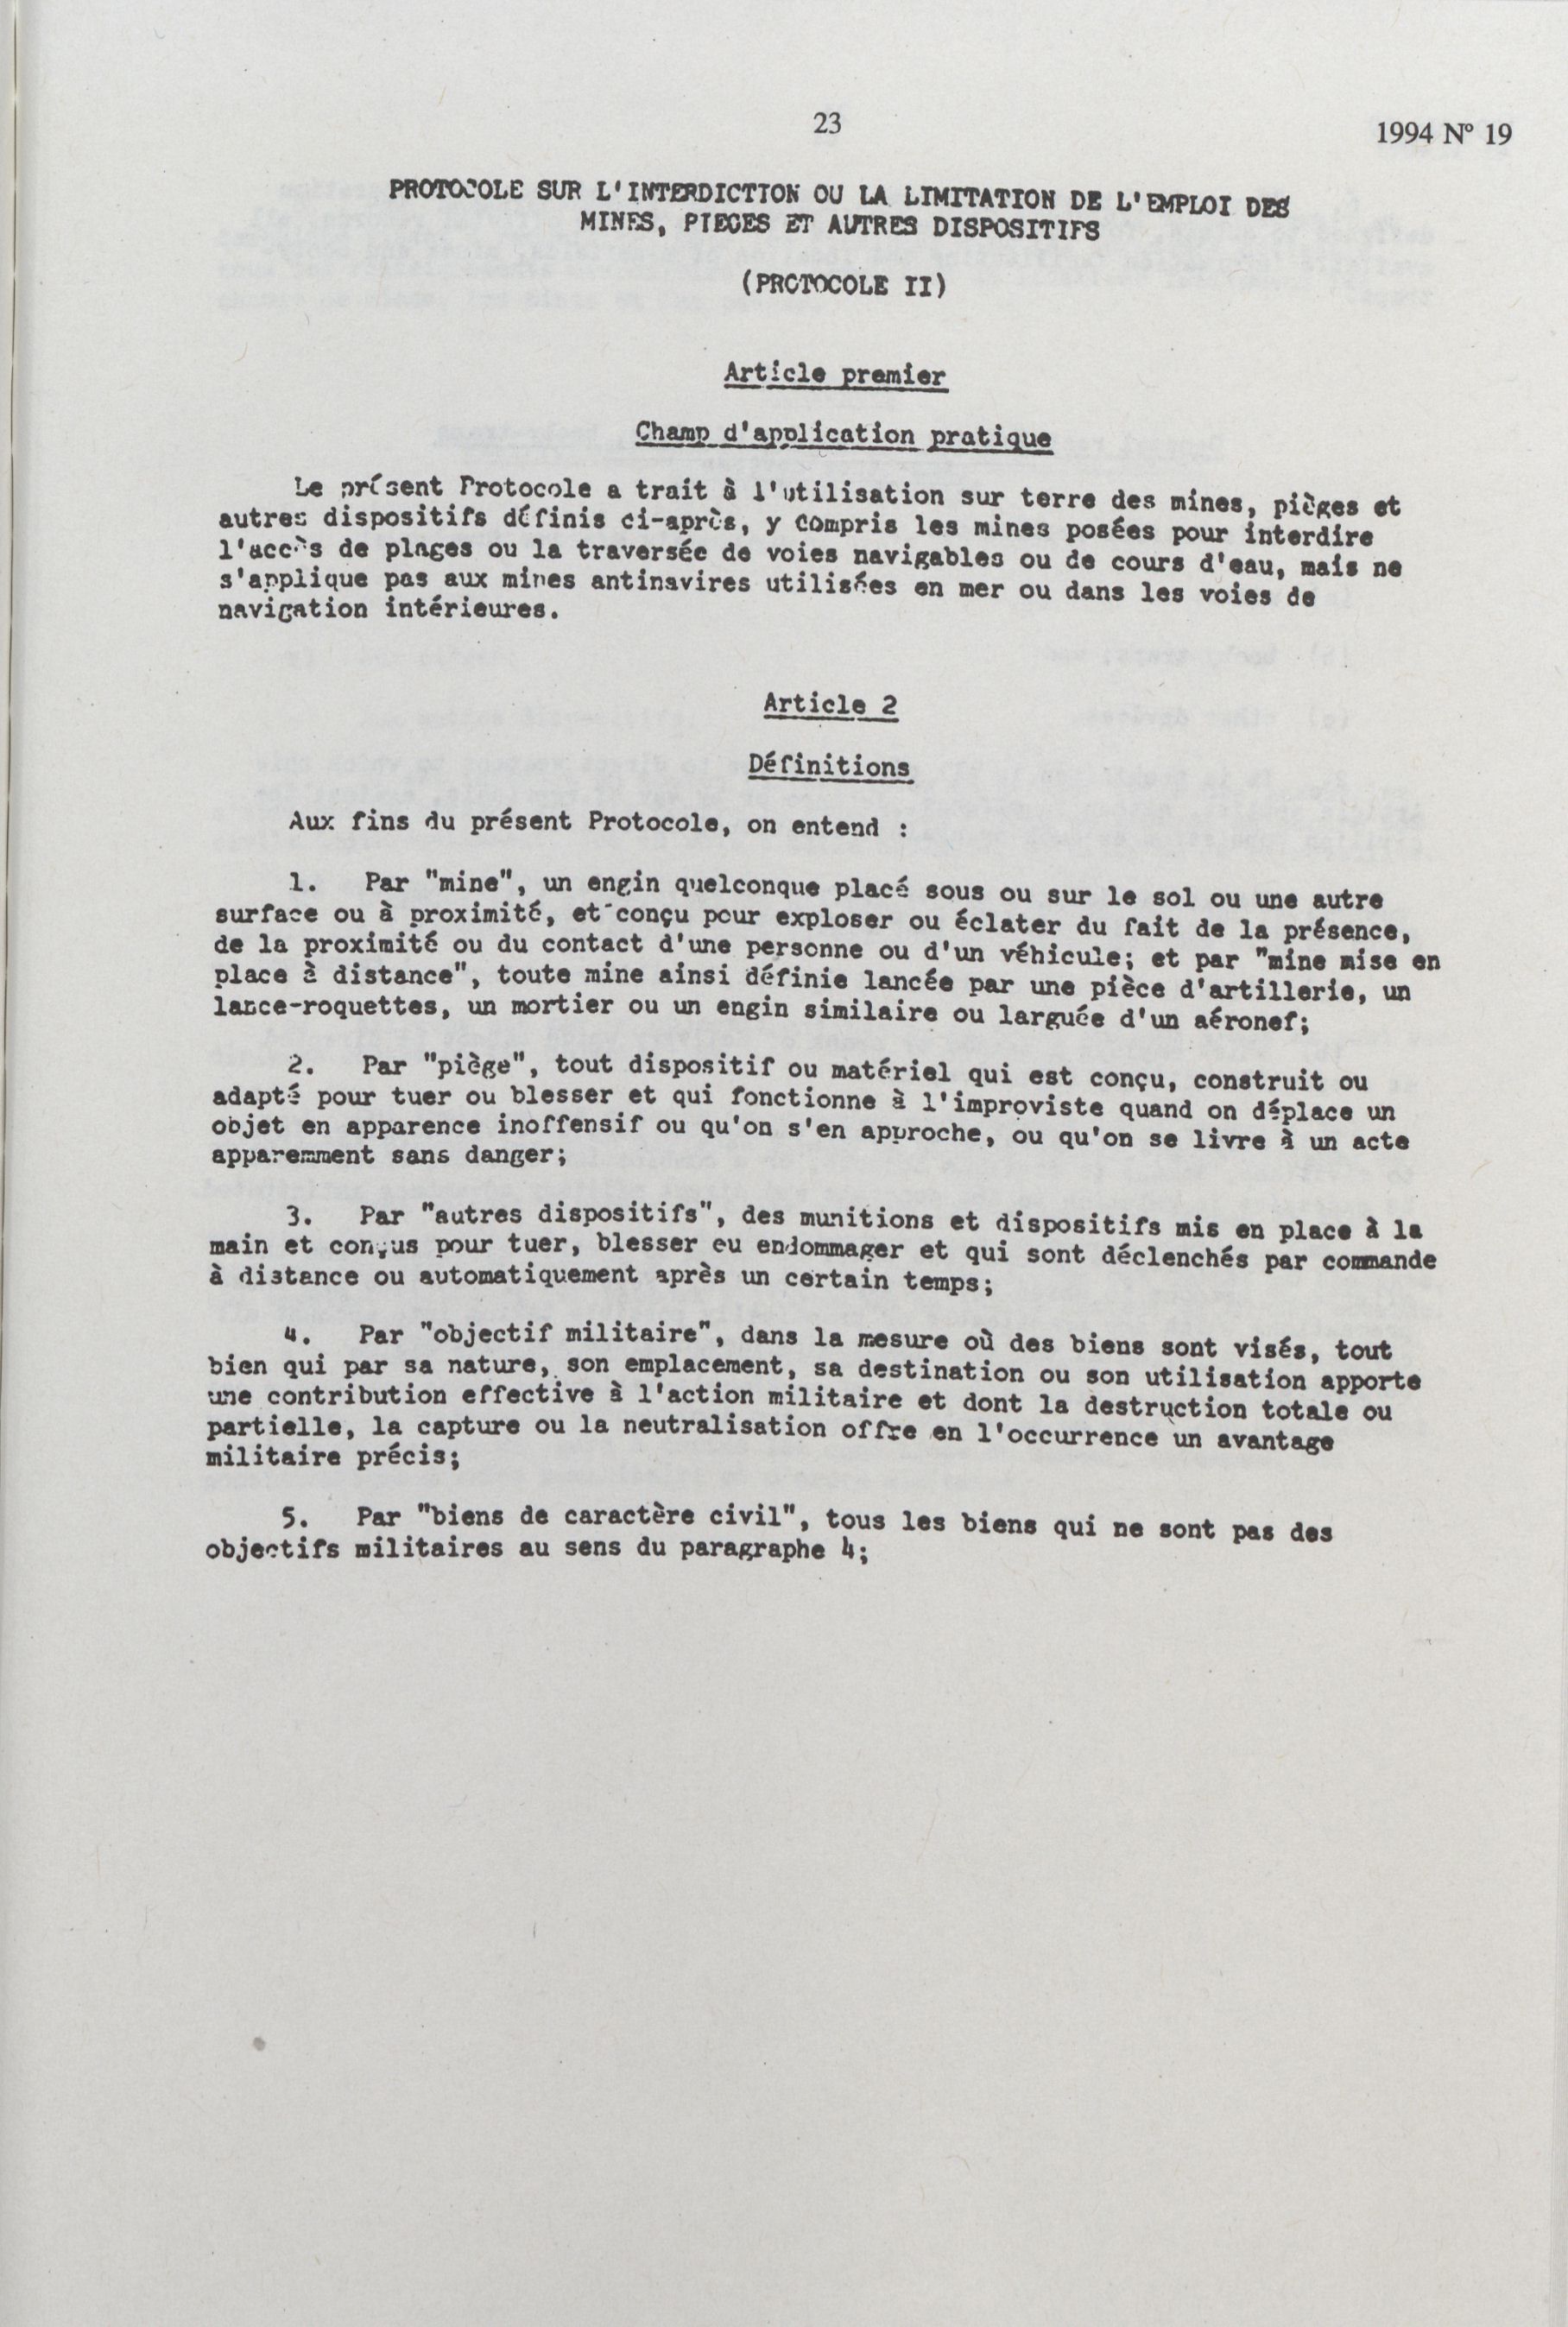 23
1994 Nº 19
PROTOCOLE SUR L'INTERDICTION OU LA LIMITATION DE L'EMPLOI DES
MINES, PIEGES ET AUTRES DISPOSITIFS
(PROTOCOLE II)
Article premier
Champ d'application pratique
Le présent Protocole a trait à l'utilisation sur terre des mines, pièges et
autres dispositifs définis ci-après, y compris les mines posées pour interdire
l'accès de plages ou la traversée de voies navigables ou de cours d'eau, mais ne
s'applique pas aux mines antinavires utilisées en mer ou dans les voies de
navigation intérieures.
Article 2
Définitions
Aux fins du présent Protocole, on entend :
1. Par "mine", un engin quelconque placé sous ou sur le sol ou une autre
surface ou à proximité, et conçu pour exploser ou éclater du fait de la présence,
de la proximité ou du contact d'une personne ou d'un véhicule; et par "mine mise en
place à distance", toute mine ainsi définie lancée par une pièce d'artillerie, un
lance-roquettes, un mortier ou un engin similaire ou larguée d'un aéronef;
2. Par "piège", tout dispositif ou matériel qui est conçu, construit ou
adapté pour tuer ou blesser et qui fonctionne à l'improviste quand on déplace un
objet en apparence inoffensif ou qu'on s'en approche, ou qu'on se livre à un acte
apparemment sans danger;
3. Par "autres dispositifs", des munitions et dispositifs mis en place à la
main et conçus pour tuer, blesser ou endommager et qui sont déclenchés par commande
à distance ou automatiquement après un certain temps;
4. Par "objectif militaire", dans la mesure où des biens sont visés, tout
bien qui par sa nature, son emplacement, sa destination ou son utilisation apporte
une contribution effective à l'action militaire et dont la destruction totale ou
partielle, la capture ou la neutralisation offre en l'occurrence un avantage
militaire précis;
5. Par "biens de caractère civil", tous les biens qui ne sont pas des
objectifs militaires au sens du paragraphe 4;